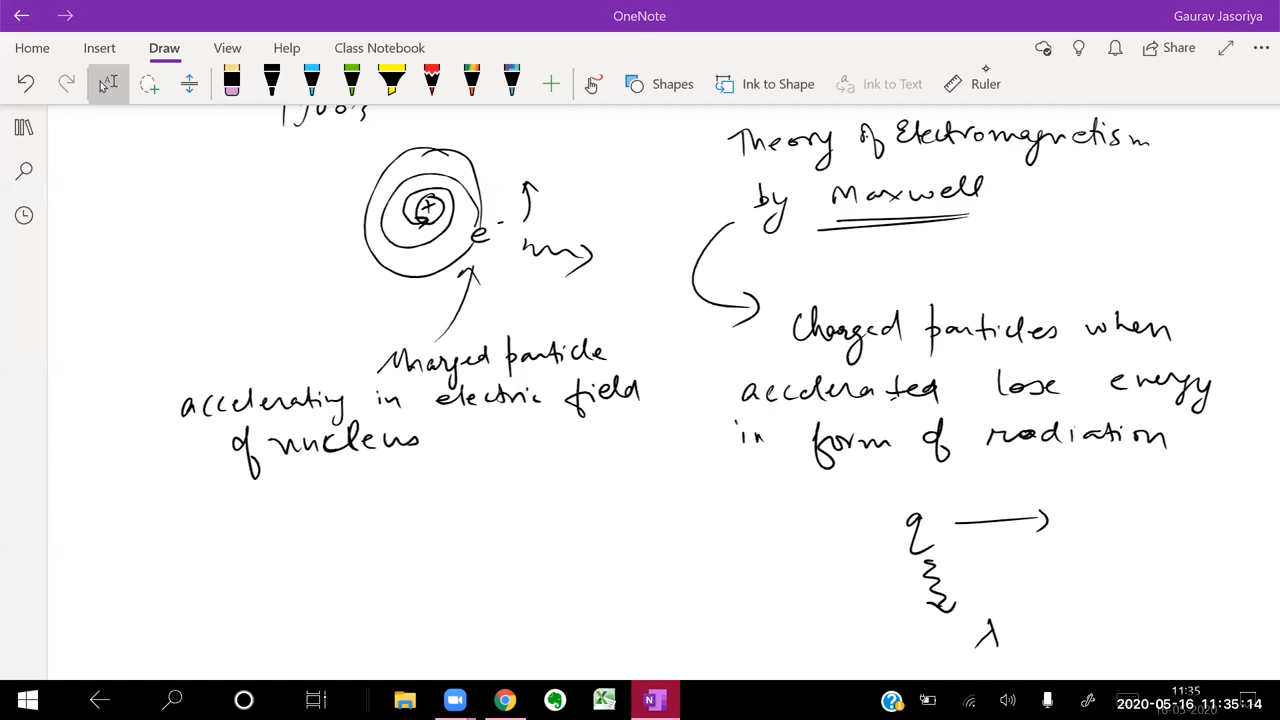 OneNote
Gaurav Jasoriya
Home Insert Draw View Help Class Notebook
Share
Shapes Ink to Shape Ink to Text Ruler
1900's
+
e-
Charged particle
accelerating in electric field
of nucleus
Theory of Electromagnetism
by Maxwell
Charged particles when
accelerated lose energy
in form of radiation
q
λ
11:35
2020-05-16 11:35:14